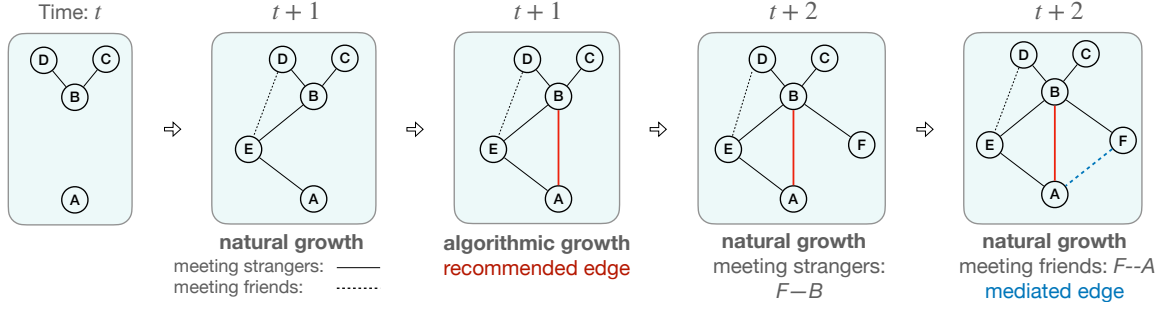 Time: t
t + 1
t + 1
t + 2
t + 2
D
C
B
A
D
C
B
E
A
D
C
B
E
A
D
C
B
E
F
A
D
C
B
E
F
A
natural growth
meeting strangers:
meeting friends:
algorithmic growth
recommended edge
natural growth
meeting strangers:
F—B
natural growth
meeting friends: F--A
mediated edge